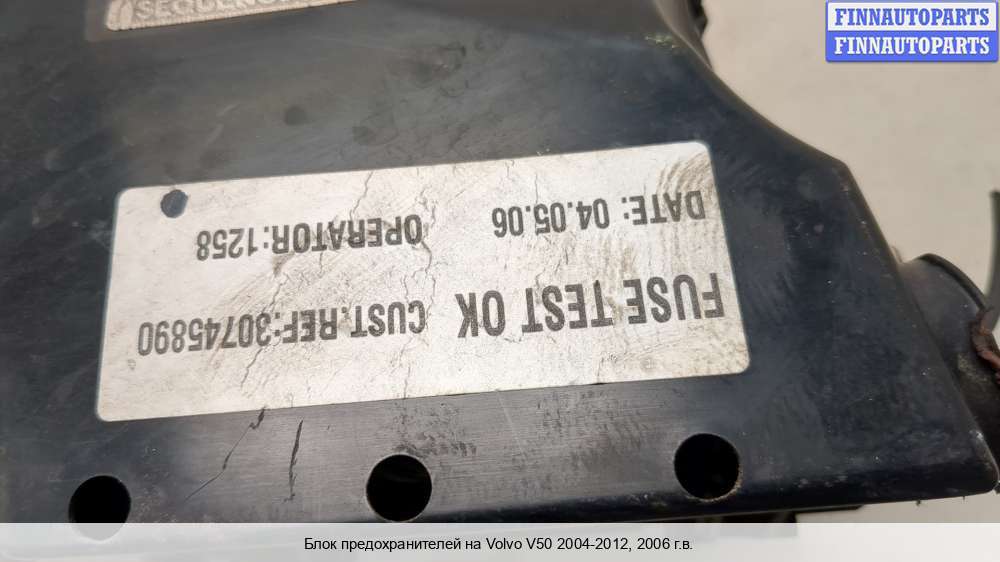 SEQUENC
FINNAUTOPARTS
FINNAUTOPARTS
FUSE TEST OK CUST.REF:30745890
DATE: 04.05.06 OPERATOR:1258
Блок предохранителей на Volvo V50 2004-2012, 2006 г.в.